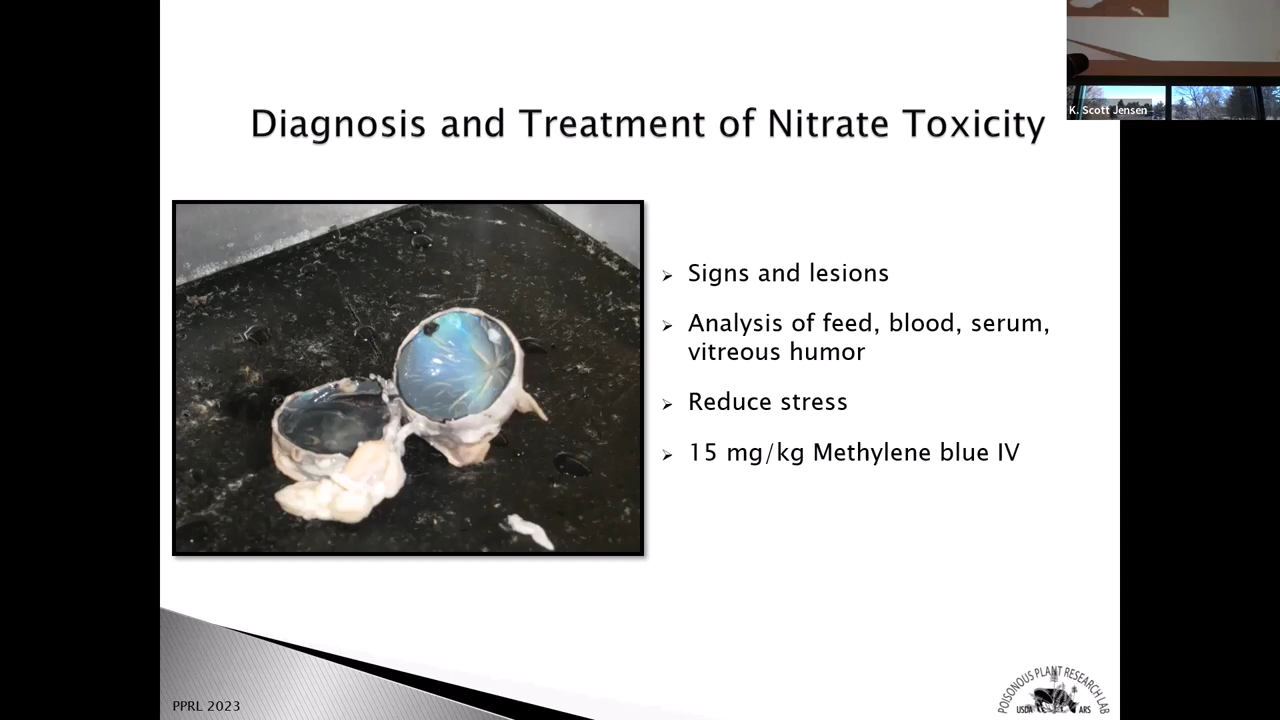 K. Scott Jensen
Diagnosis and Treatment of Nitrate Toxicity
Signs and lesions
Analysis of feed, blood, serum,
vitreous humor
Reduce stress
15 mg/kg Methylene blue IV
PPRL 2023
POISONOUS PLANT RESEARCH LAB
USDA ARS